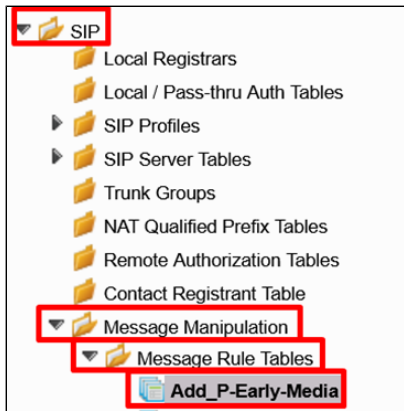 SIP
Local Registrars
Local / Pass-thru Auth Tables
SIP Profiles
SIP Server Tables
Trunk Groups
NAT Qualified Prefix Tables
Remote Authorization Tables
Contact Registrant Table
Message Manipulation
Message Rule Tables
Add_P-Early-Media